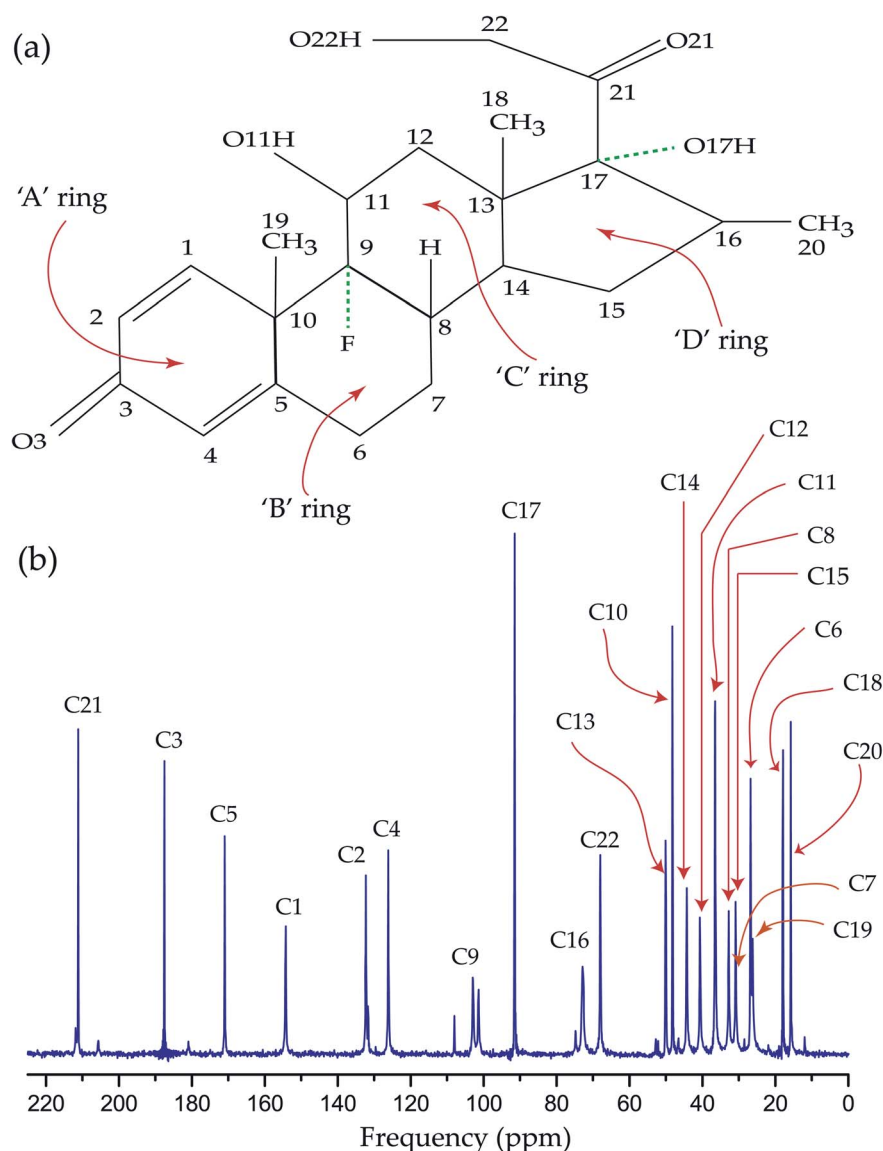 (a)
22
O22H
O21
21
18
CH3
12
O11H
O17H
17
'A' ring
11
13
16
CH3
20
19
CH3
9
H
1
14
15
2
10
8
F
'D' ring
'C' ring
3
5
7
O3
4
6
'B' ring
C12
C14
C11
C17
(b)
C8
C15
C10
C6
C18
C21
C13
C3
C20
C5
C4
C2
C22
C7
C1
C19
C9
C16
220 200 180 160 140 120 100 80 60 40 20 0
Frequency (ppm)